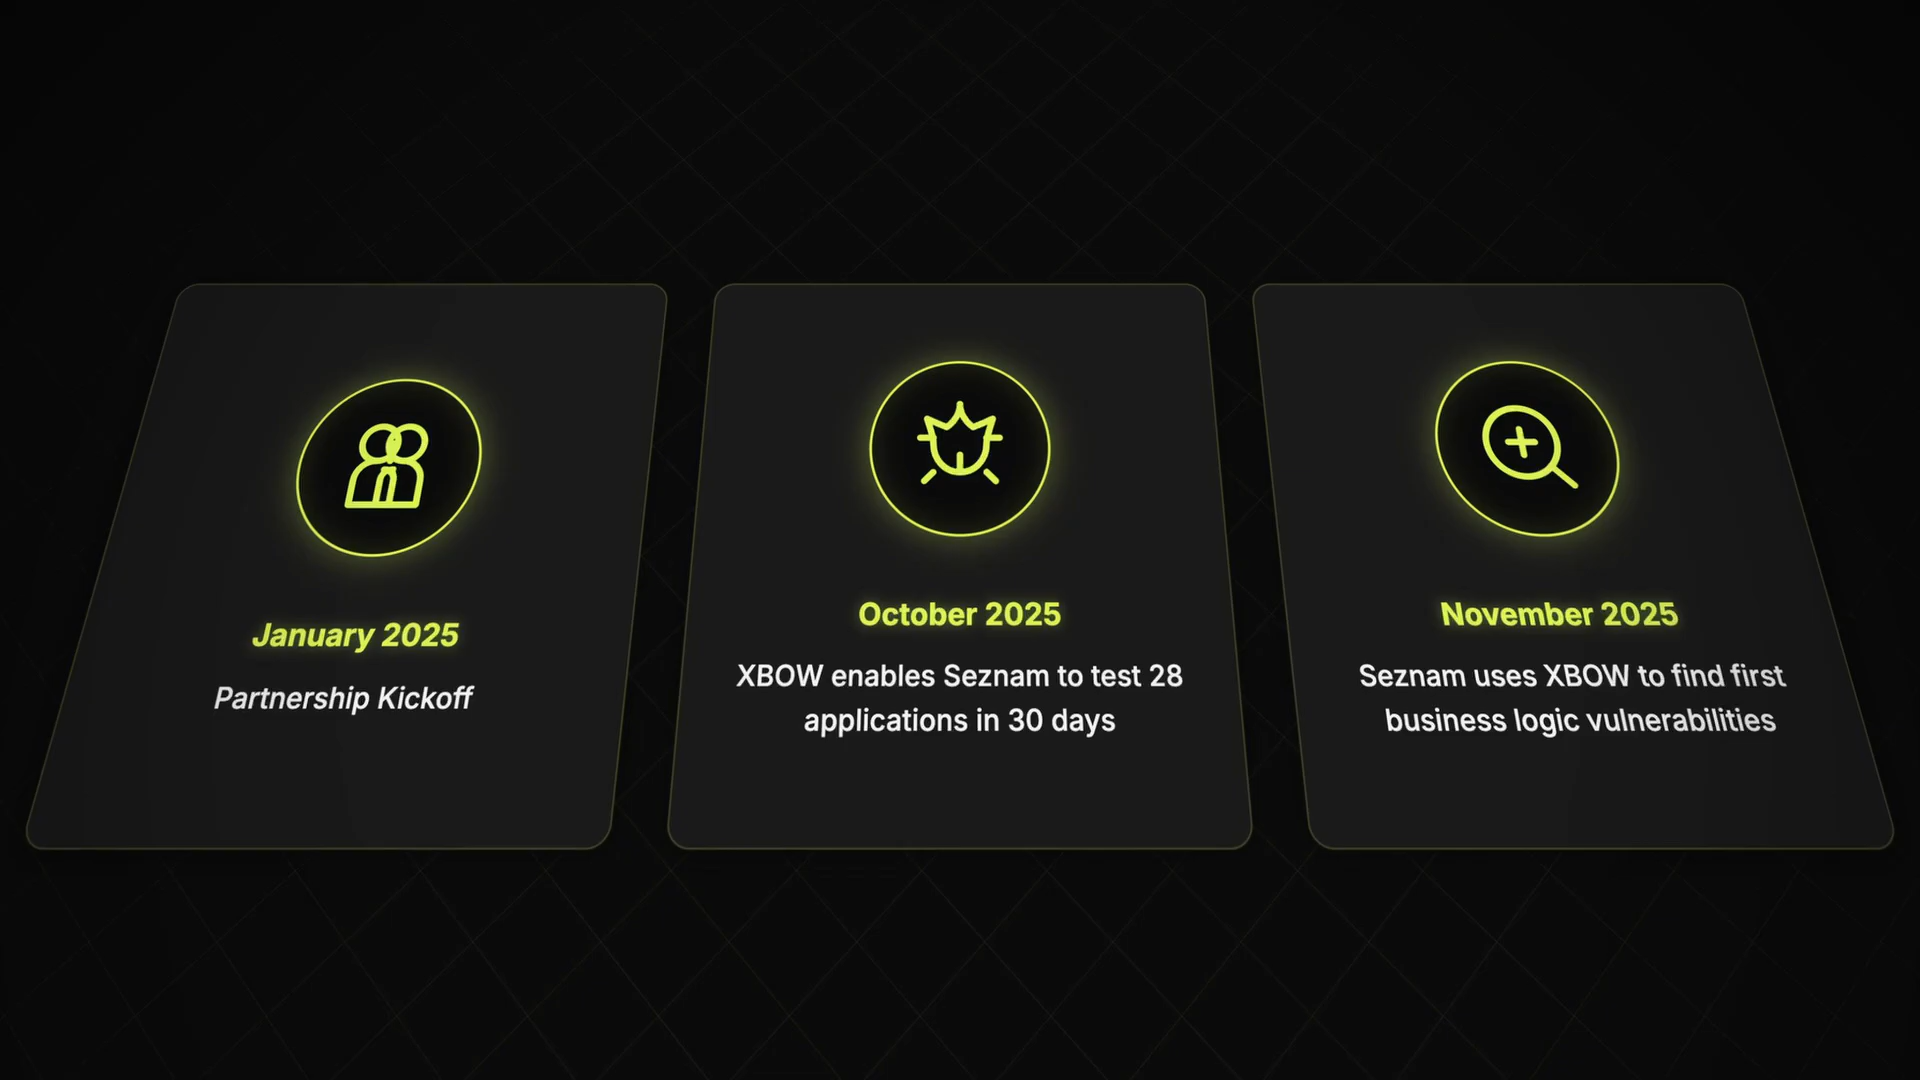 January 2025
Partnership Kickoff
October 2025
XBOW enables Seznam to test 28
applications in 30 days
November 2025
Seznam uses XBOW to find first
business logic vulnerabilities